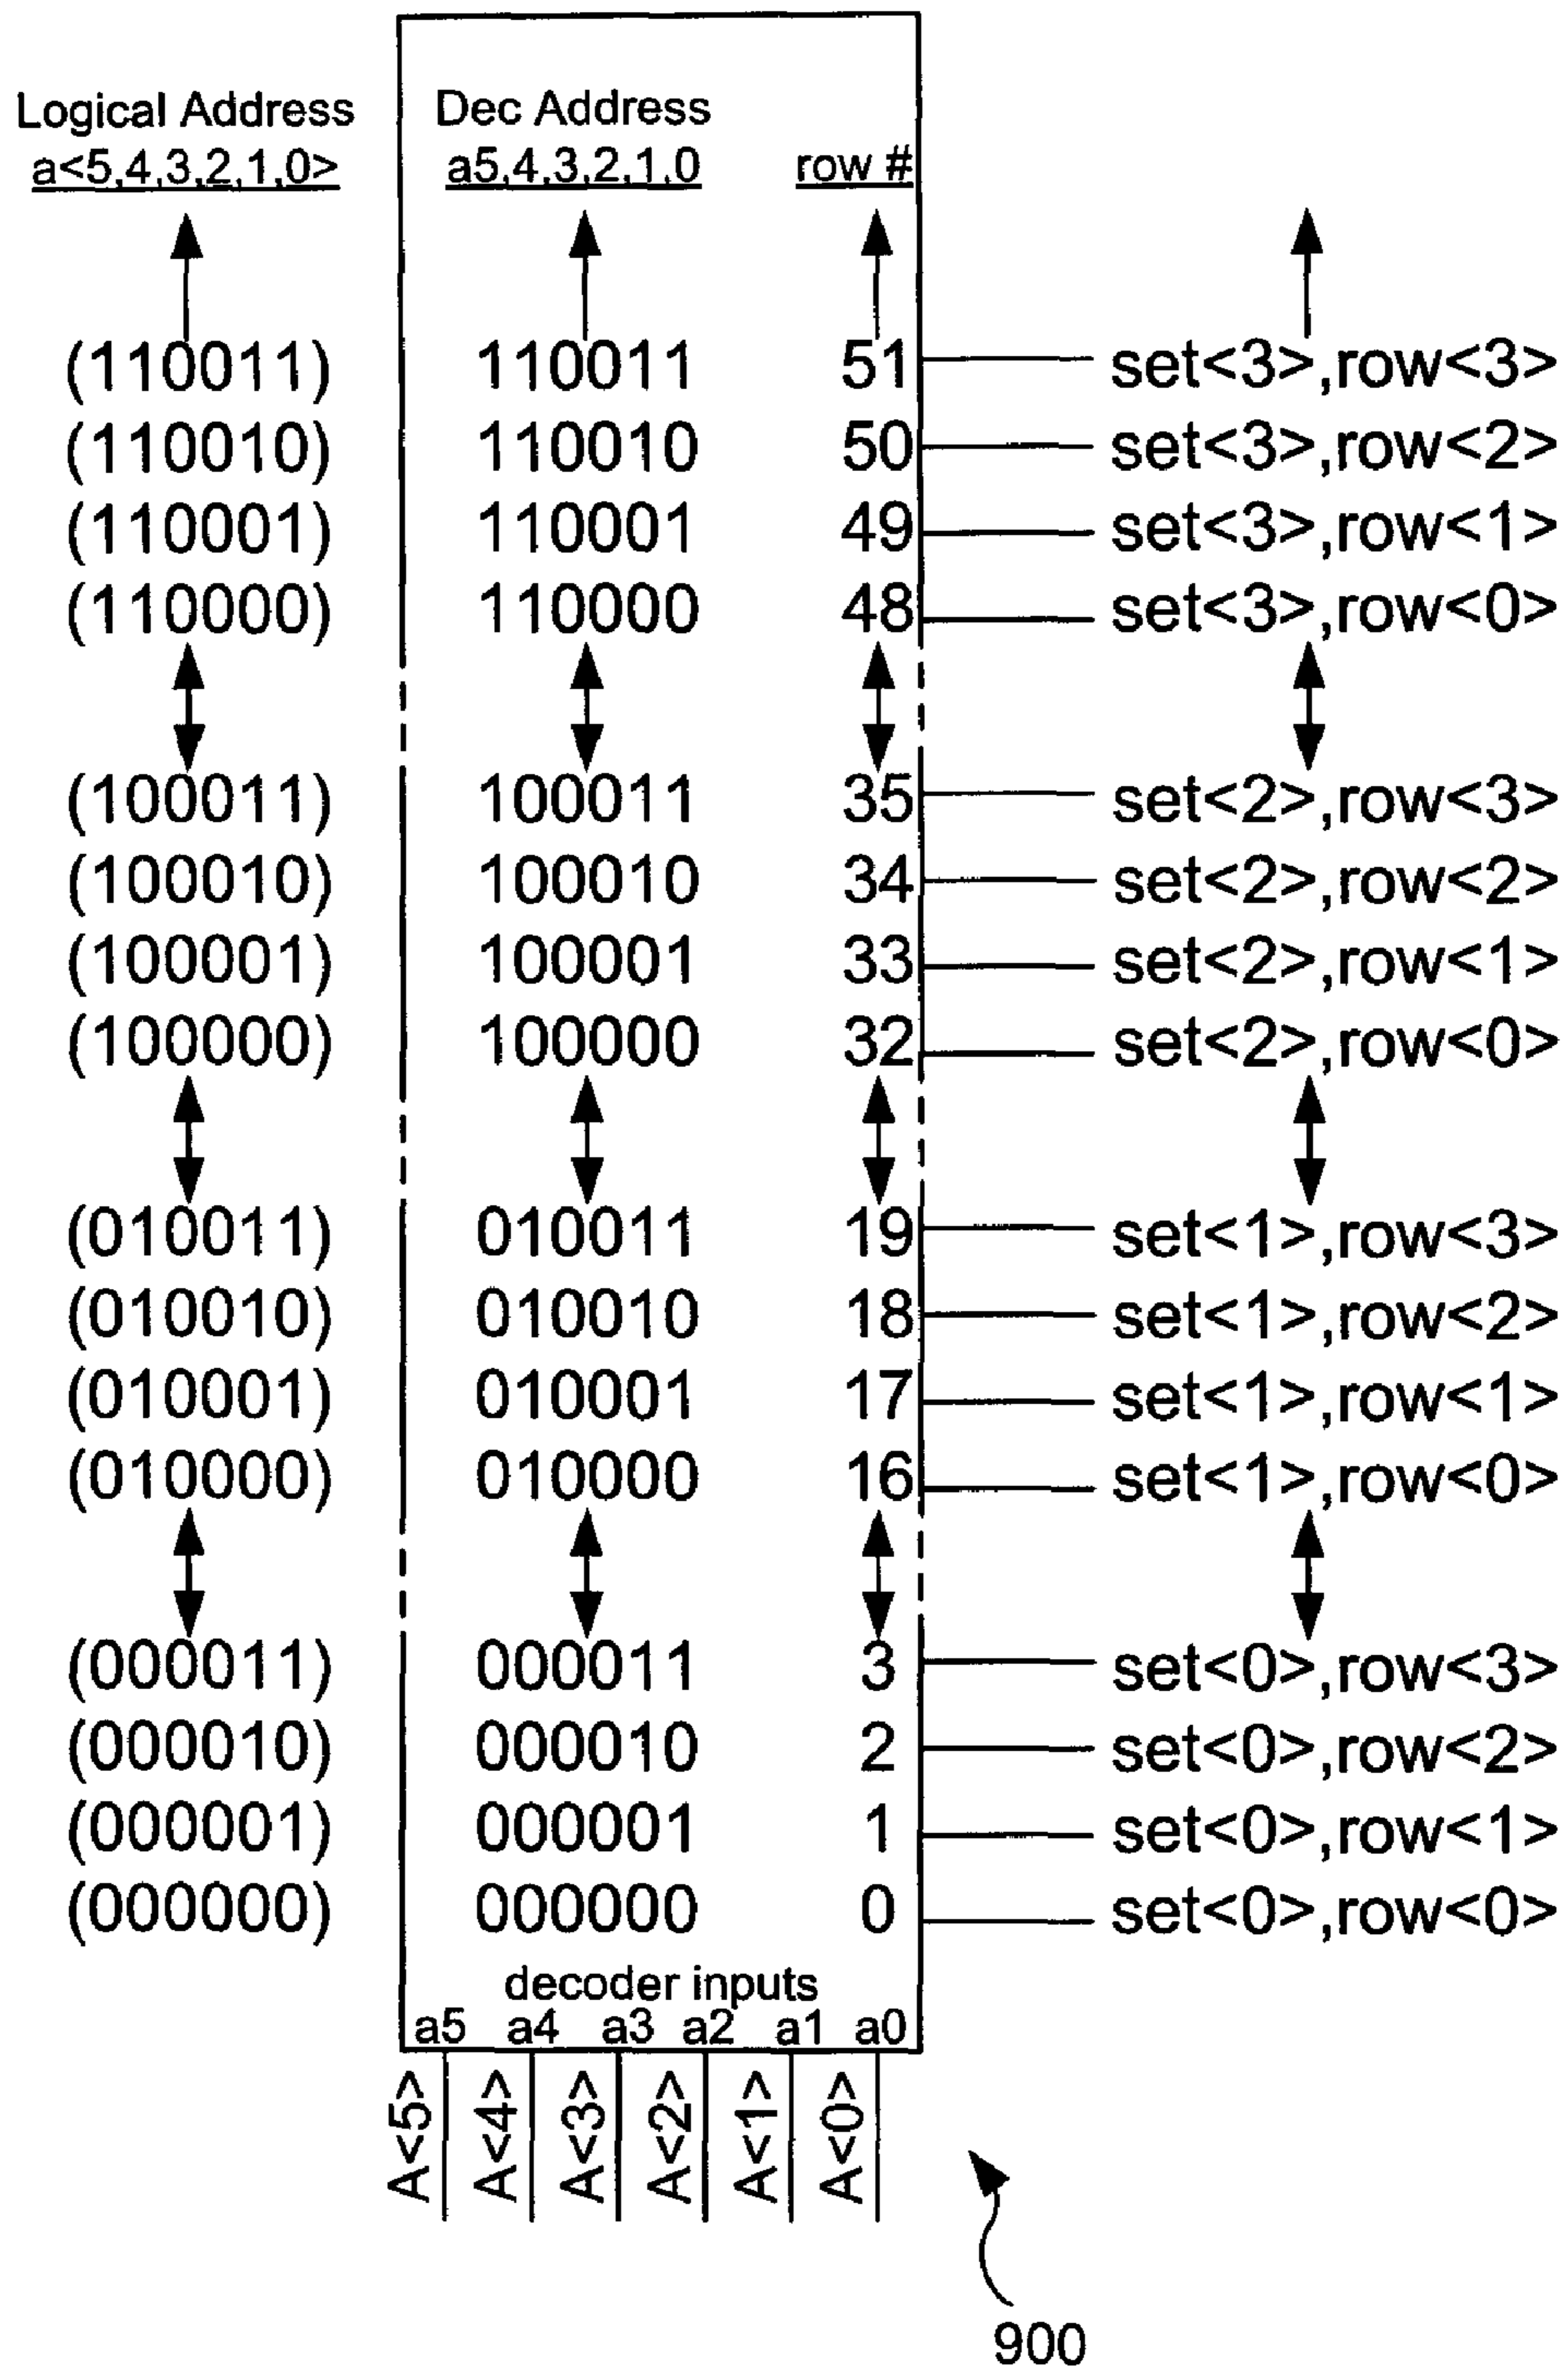 Logical Address Dec Address
a<5,4,3,2,1,0> a5,4,3,2,1,0 row #
(110011) 110011 51 set<3>,row<3>
(110010) 110010 50 set<3>,row<2>
(110001) 110001 49 set<3>,row<1>
(110000) 110000 48 set<3>,row<0>
(100011) 100011 35 set<2>,row<3>
(100010) 100010 34 set<2>,row<2>
(100001) 100001 33 set<2>,row<1>
(100000) 100000 32 set<2>,row<0>
(010011) 010011 19 set<1>,row<3>
(010010) 010010 18 set<1>,row<2>
(010001) 010001 17 set<1>,row<1>
(010000) 010000 16 set<1>,row<0>
(000011) 000011 3 set<0>,row<3>
(000010) 000010 2 set<0>,row<2>
(000001) 000001 1 set<0>,row<1>
(000000) 000000 0 set<0>,row<0>
decoder inputs
a5 a4 a3 a2 a1 a0
A<5> A<4> A<3> A<2> A<1> A<0>
900